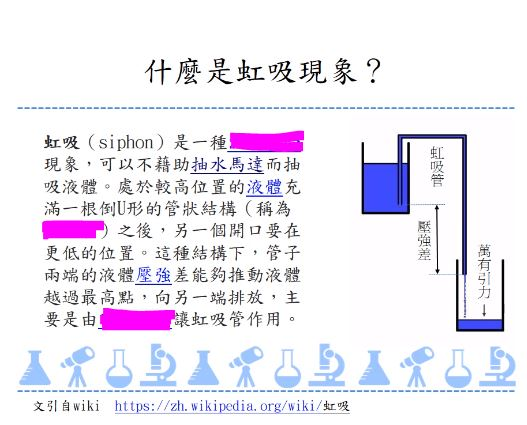 什麼是虹吸現象？
虹吸（siphon）是一種
現象，可以不藉助抽水馬達而抽
吸液體。處於較高位置的液體充
滿一根倒U形的管狀結構（稱為
）之後，另一個開口要在
更低的位置。這種結構下，管子
兩端的液體壓強差能夠推動液體
越過最高點，向另一端排放，主
要是由 讓虹吸管作用。
虹吸管
壓強差
萬有引力
文引自wiki https://zh.wikipedia.org/wiki/虹吸